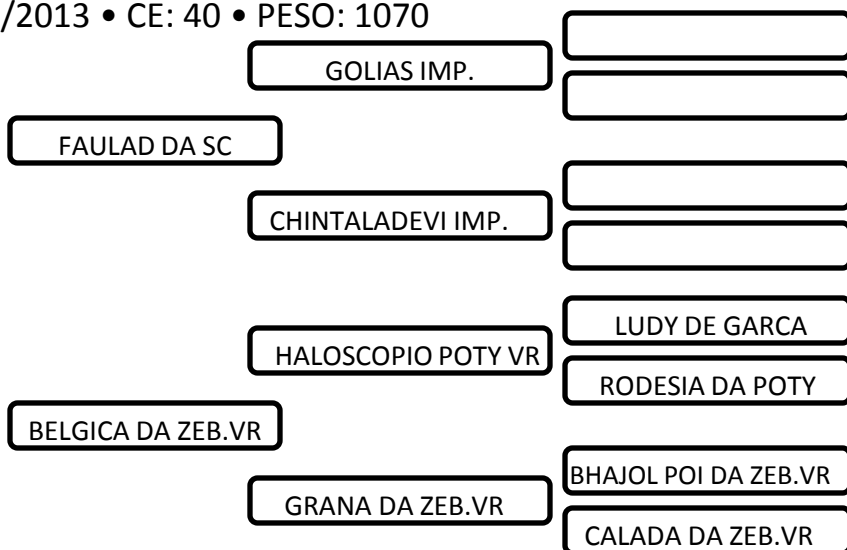 /2013 • CE: 40 • PESO: 1070
GOLIAS IMP.
FAULAD DA SC
CHINTALADEVI IMP.
LUDY DE GARCA
HALOSCOPIO POTY VR
RODESIA DA POTY
BELGICA DA ZEB.VR
BHAJOL POI DA ZEB.VR
GRANA DA ZEB.VR
CALADA DA ZEB.VR